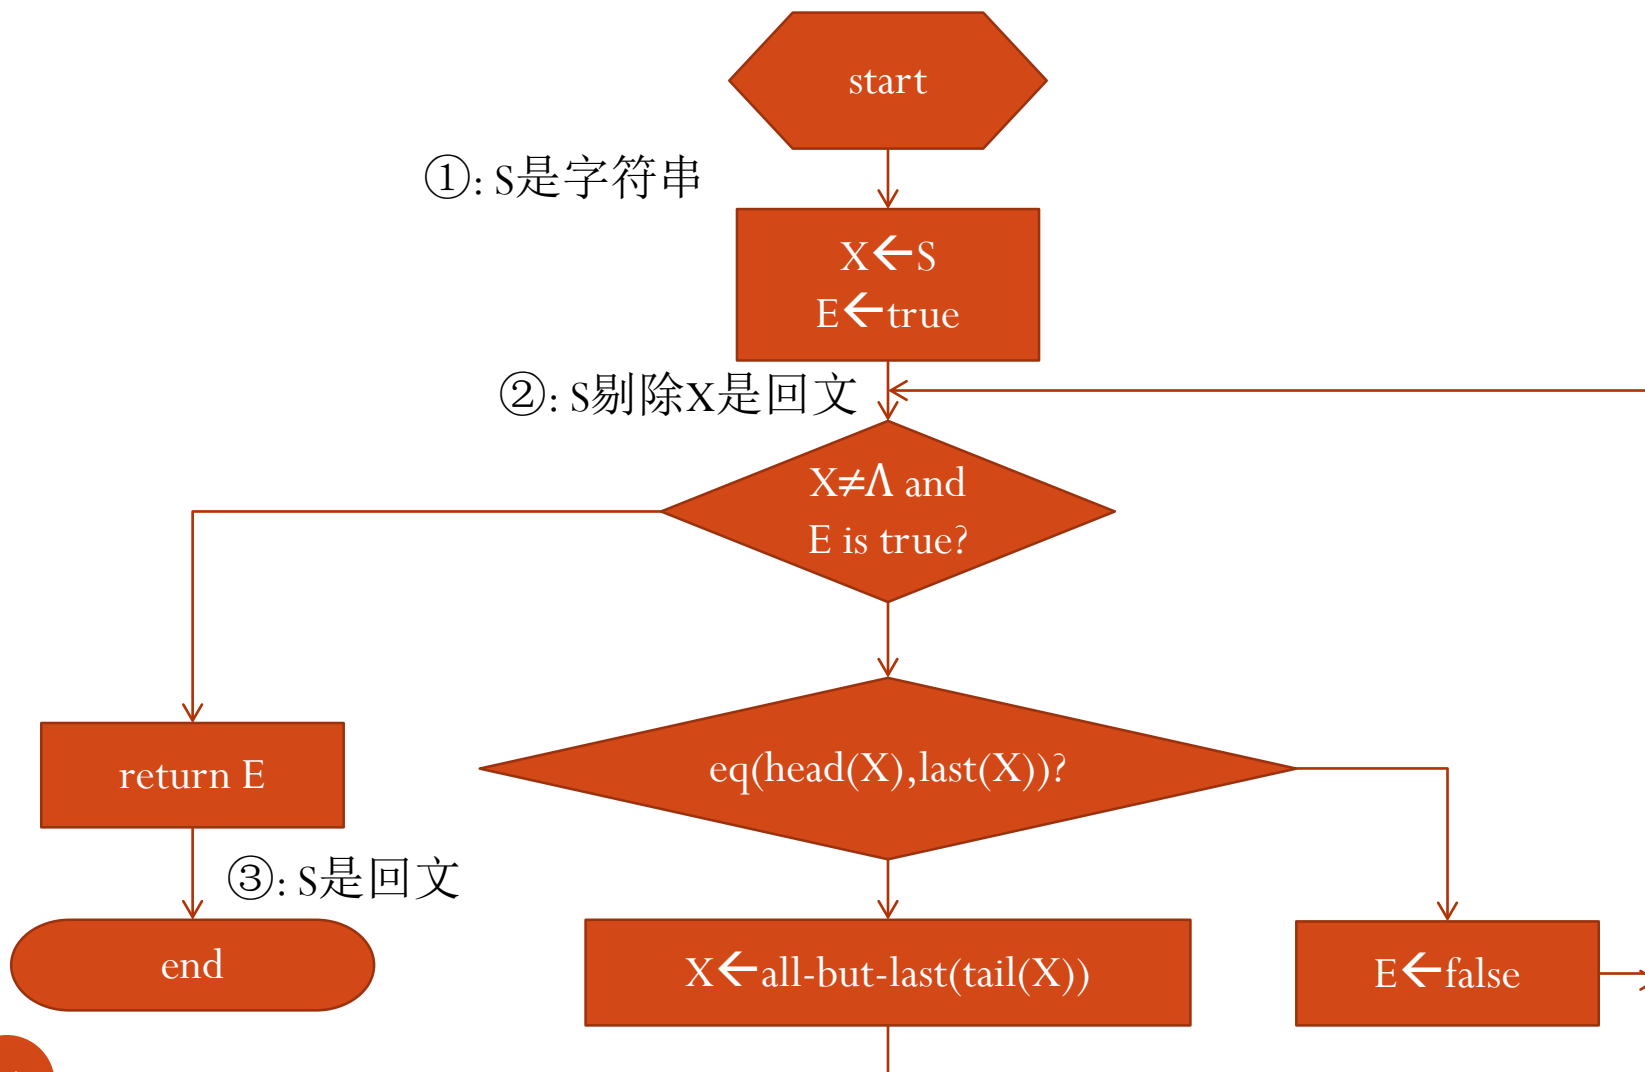 start
①: S是字符串
X←S
E←true
②: S剔除X是回文
X≠Λ and
E is true?
eq(head(X),last(X))?
return E
③: S是回文
end
X←all-but-last(tail(X))
E←false